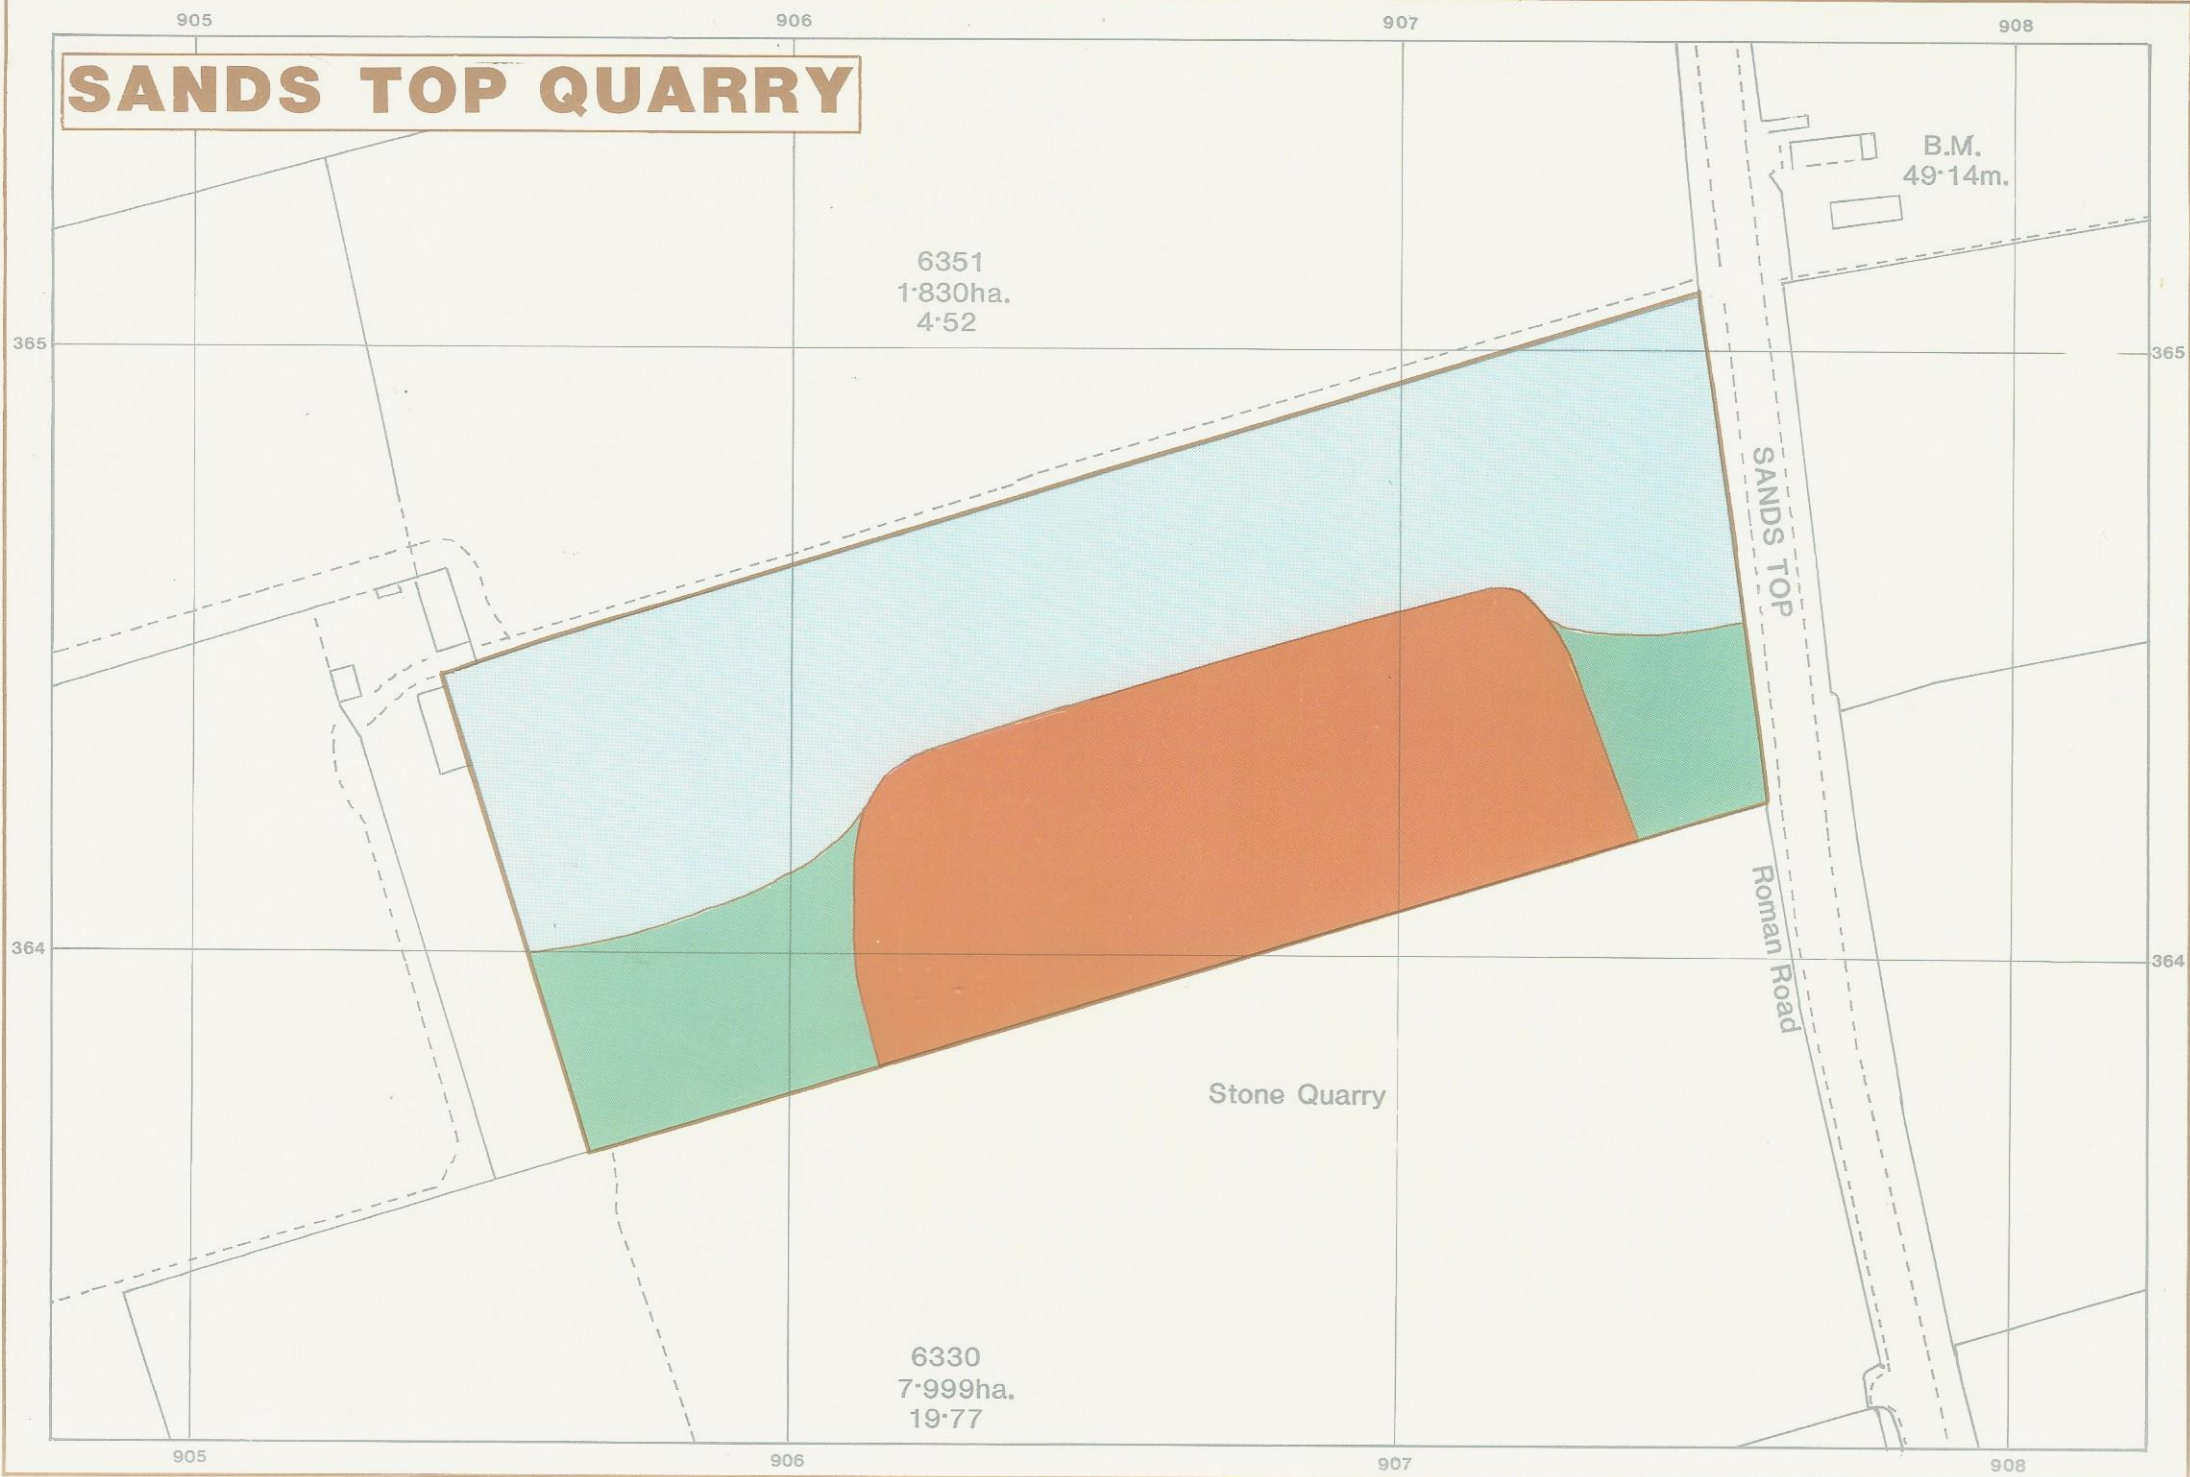 905 906 907 908
SANDS TOP QUARRY
B.M.
49·14m.
6351
1·830ha.
4·52
365 365
SANDS TOP
364 364
Roman Road
Stone Quarry
6330
7·999ha.
19·77
905 906 907 908